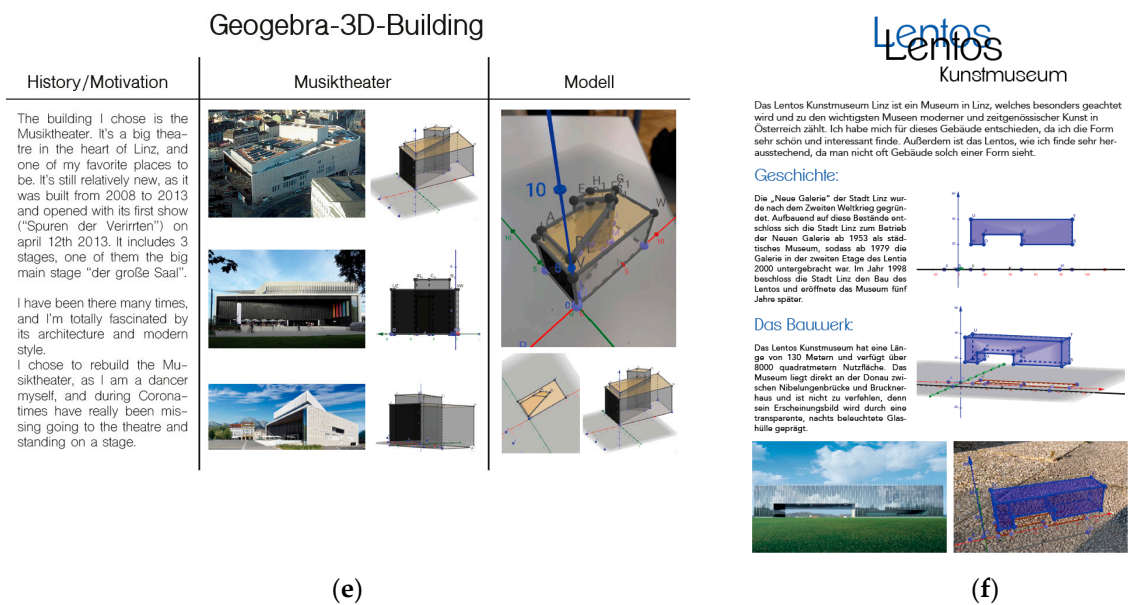 Geogebra-3D-Building
History/Motivation
Musiktheater
Modell
The building I chose is the
Musiktheater. It's a big thea-
tre in the heart of Linz, and
one of my favorite places to
be. It's still relatively new, as it
was built from 2008 to 2013
and opened with its first show
("Spuren der Verirrten") on
april 12th 2013. It includes 3
stages, one of them the big
main stage "der große Saal".
I have been there many times,
and I'm totally fascinated by
its architecture and modern
style.
I chose to rebuild the Mu-
siktheater, as I am a dancer
myself, and during Corona-
times have really been mis-
sing going to the theatre and
standing on a stage.
10
(e)
Lentos
Lentos
Kunstmuseum
Das Lentos Kunstmuseum Linz ist ein Museum in Linz, welches besonders geachtet
wird und zu den wichtigsten Museen moderner und zeitgenössischer Kunst in
Österreich zählt. Ich habe mich für dieses Gebäude entschieden, da ich die Form
sehr schön und interessant finde. Außerdem ist das Lentos, wie ich finde sehr her-
ausstechend, da man nicht oft Gebäude solch einer Form sieht.
Geschichte:
Die „Neue Galerie" der Stadt Linz wur-
de nach dem Zweiten Weltkrieg gegrün-
det. Aufbauend auf diese Bestände ent-
schloss sich die Stadt Linz zum Betrieb
der Neuen Galerie ab 1953 als städ-
tisches Museum, sodass ab 1979 die
Galerie in der zweiten Etage des Lentia
2000 untergebracht war. Im Jahr 1998
beschloss die Stadt Linz den Bau des
Lentos und eröffnete das Museum fünf
Jahre später.
Das Bauwerk:
Das Lentos Kunstmuseum hat eine Län-
ge von 130 Metern und verfügt über
8000 quadratmetern Nutzfläche. Das
Museum liegt direkt an der Donau zwi-
schen Nibelungenbrücke und Bruckner-
haus und ist nicht zu verfehlen, denn
sein Erscheinungsbild wird durch eine
transparente, nachts beleuchtete Glas-
hülle geprägt.
(f)